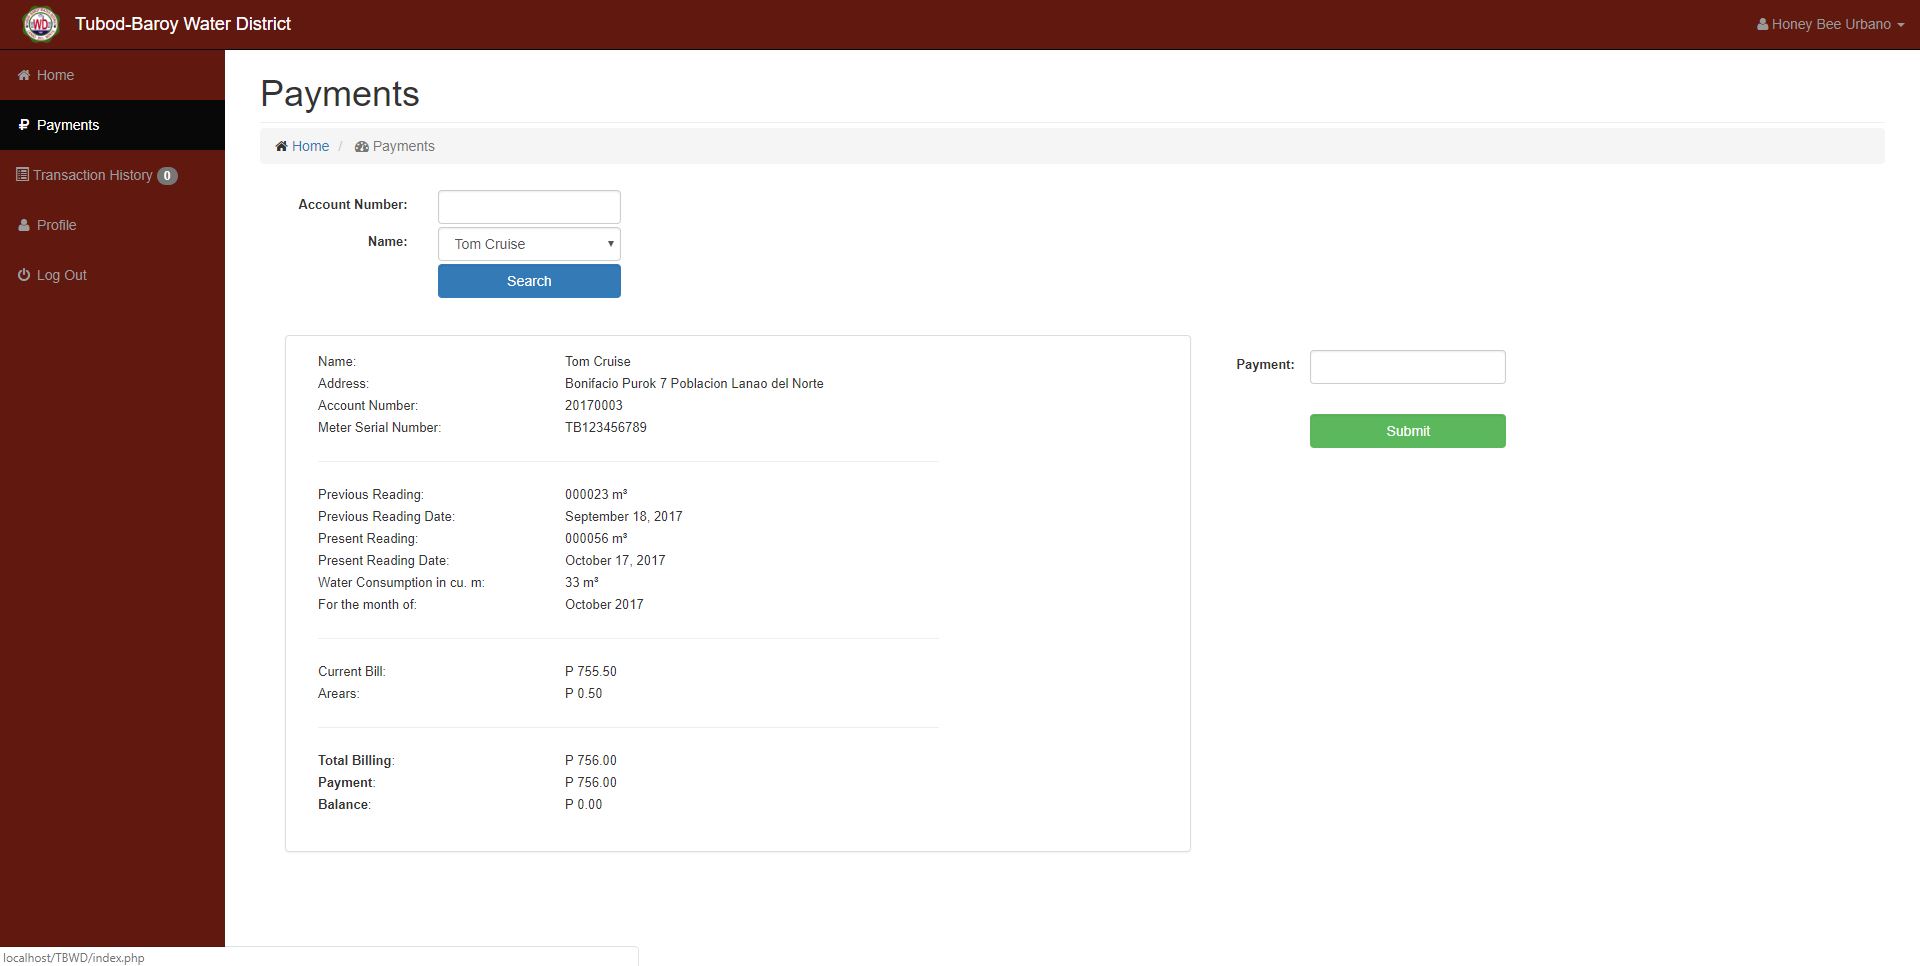 Tubod-Baroy Water District
Honey Bee Urbano
Home
Payments
Transaction History 0
Profile
Log Out
Payments
Home / Payments
Account Number:
Name: Tom Cruise
Search
Name: Tom Cruise
Address: Bonifacio Purok 7 Poblacion Lanao del Norte
Account Number: 20170003
Meter Serial Number: TB123456789
Previous Reading: 000023 m³
Previous Reading Date: September 18, 2017
Present Reading: 000056 m³
Present Reading Date: October 17, 2017
Water Consumption in cu. m: 33 m³
For the month of: October 2017
Current Bill: P 755.50
Arears: P 0.50
Total Billing: P 756.00
Payment: P 756.00
Balance: P 0.00
Payment:
Submit
localhost/TBWD/index.php